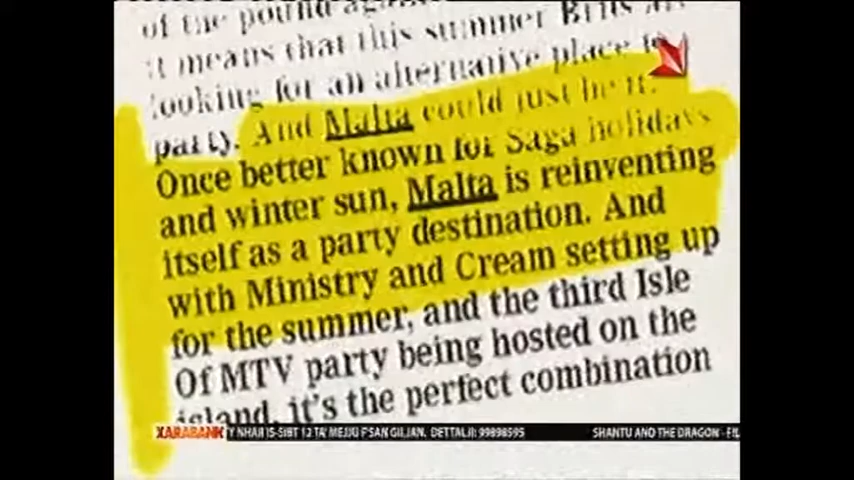 of the pound
it means that this summer Brits
looking for an alternative place to
party. And Malta could just be it.
Once better known for Saga holidays
and winter sun, Malta is reinventing
itself as a party destination. And
with Ministry and Cream setting up
for the summer, and the third Isle
Of MTV party being hosted on the
island, it's the perfect combination
XARABANK
SHANTU AND THE DRAGON -